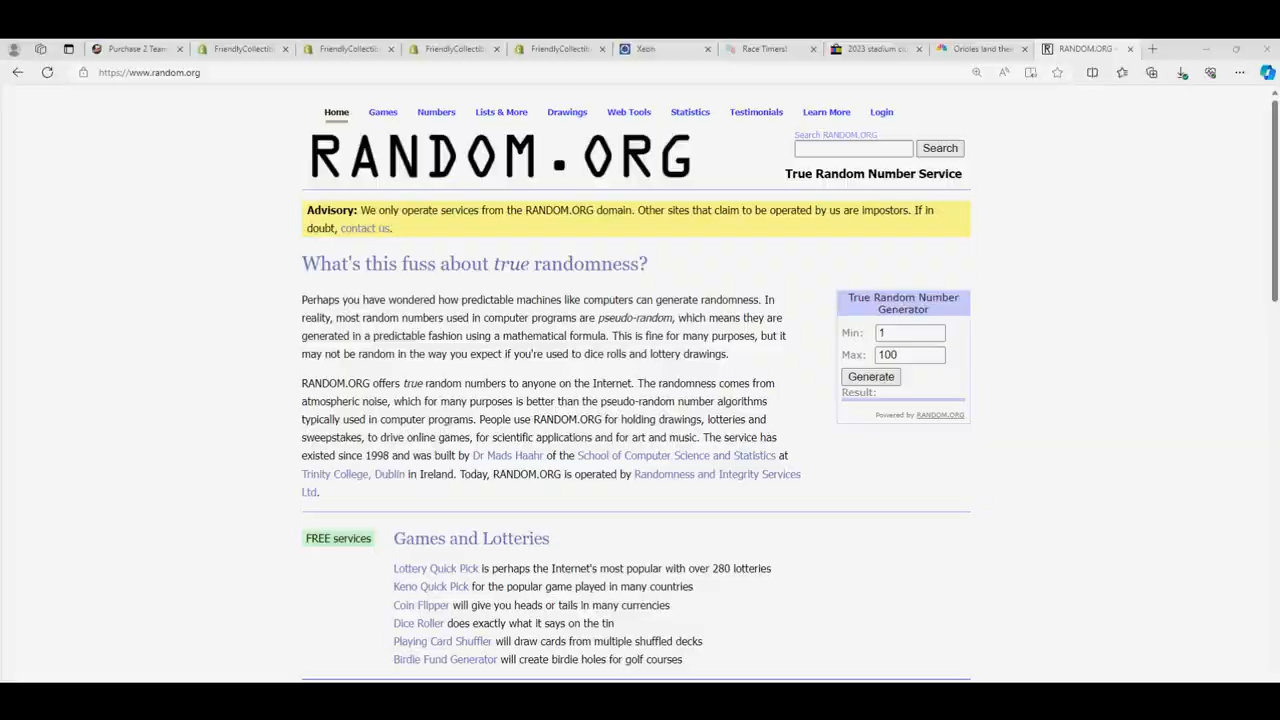 Purchase 2 Team
FriendlyCollectib
FriendlyCollectib
FriendlyCollectib
FriendlyCollectib
Xeon
Race Timers!
2023 stadium cl
Orioles land thei
RANDOM.ORG -
https://www.random.org
Home Games Numbers Lists & More Drawings Web Tools Statistics Testimonials Learn More Login
RANDOM.ORG
Search RANDOM.ORG
Search
True Random Number Service
Advisory: We only operate services from the RANDOM.ORG domain. Other sites that claim to be operated by us are impostors. If in
doubt, contact us.
What's this fuss about true randomness?
Perhaps you have wondered how predictable machines like computers can generate randomness. In
reality, most random numbers used in computer programs are pseudo-random, which means they are
generated in a predictable fashion using a mathematical formula. This is fine for many purposes, but it
may not be random in the way you expect if you're used to dice rolls and lottery drawings.
RANDOM.ORG offers true random numbers to anyone on the Internet. The randomness comes from
atmospheric noise, which for many purposes is better than the pseudo-random number algorithms
typically used in computer programs. People use RANDOM.ORG for holding drawings, lotteries and
sweepstakes, to drive online games, for scientific applications and for art and music. The service has
existed since 1998 and was built by Dr Mads Haahr of the School of Computer Science and Statistics at
Trinity College, Dublin in Ireland. Today, RANDOM.ORG is operated by Randomness and Integrity Services
Ltd.
True Random Number
Generator
Min: 1
Max: 100
Generate
Result:
Powered by RANDOM.ORG
FREE services
Games and Lotteries
Lottery Quick Pick is perhaps the Internet's most popular with over 280 lotteries
Keno Quick Pick for the popular game played in many countries
Coin Flipper will give you heads or tails in many currencies
Dice Roller does exactly what it says on the tin
Playing Card Shuffler will draw cards from multiple shuffled decks
Birdie Fund Generator will create birdie holes for golf courses